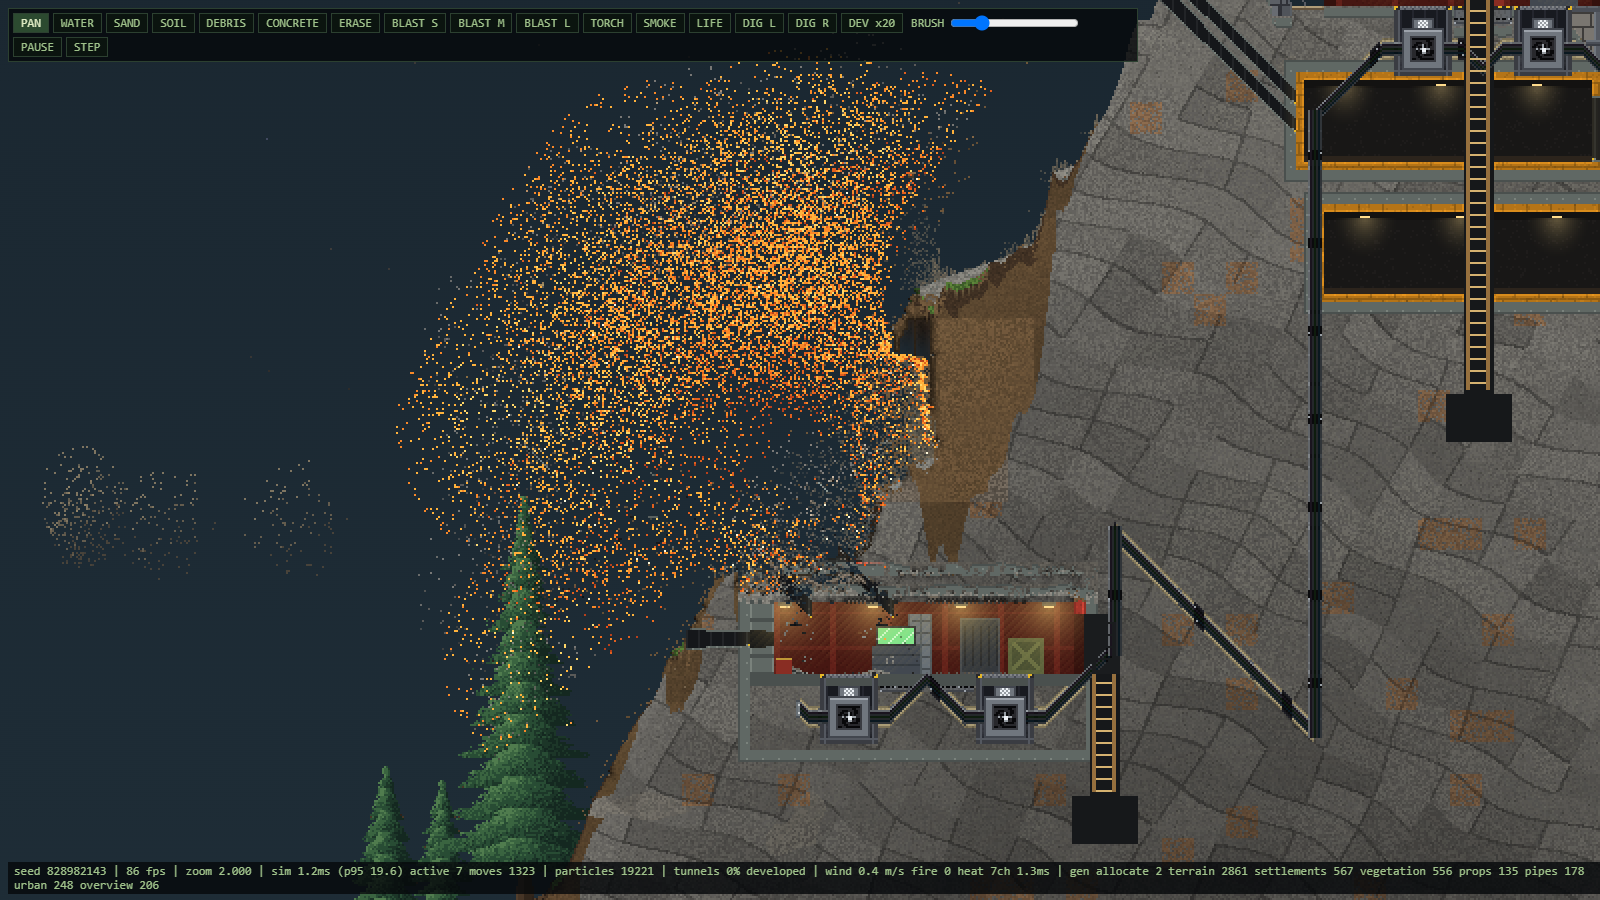 PAN WATER SAND SOIL DEBRIS CONCRETE ERASE BLAST S BLAST M BLAST L TORCH SMOKE LIFE DIG L DIG R DEV x20 BRUSH
PAUSE STEP
seed 828982143 | 86 fps | zoom 2.000 | sim 1.2ms (p95 19.6) active 7 moves 1323 | particles 19221 | tunnels 0% developed | wind 0.4 m/s fire 0 heat 7ch 1.3ms | gen allocate 2 terrain 2861 settlements 567 vegetation 556 props 135 pipes 178
urban 248 overview 206